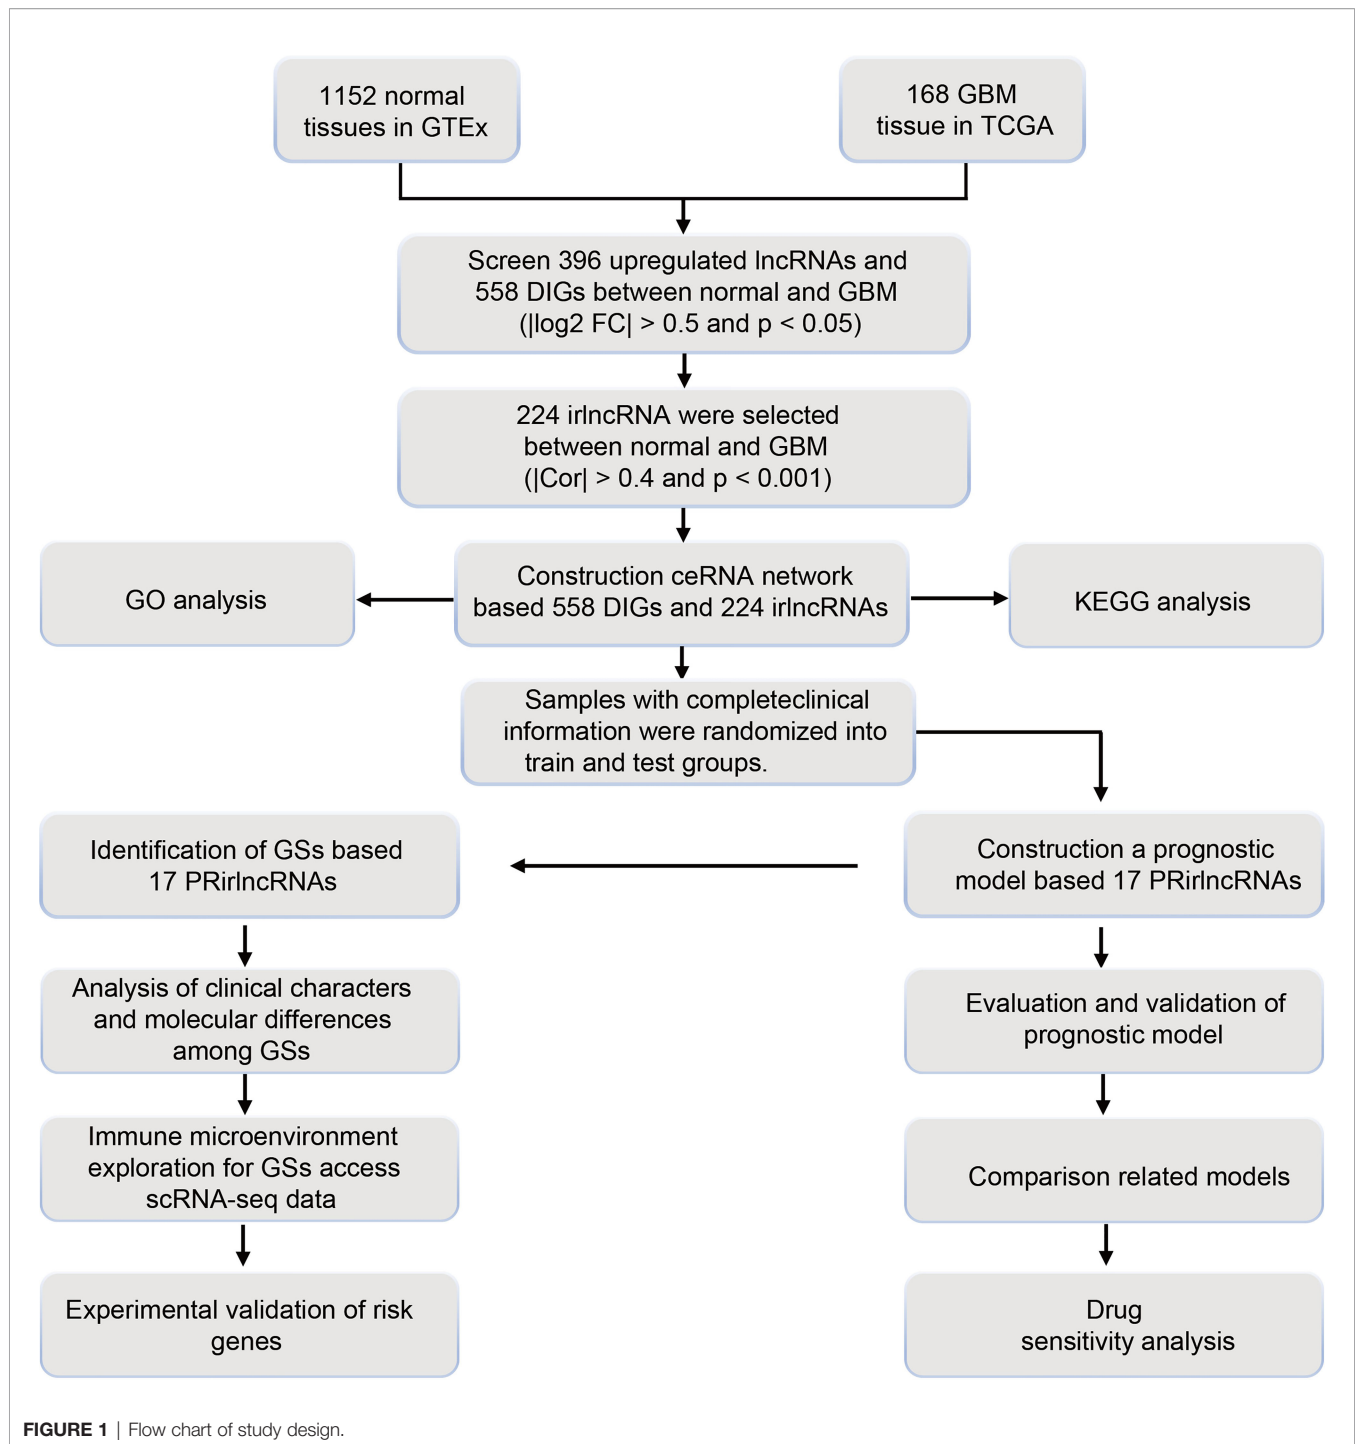 1152 normal
tissues in GTEx
168 GBM
tissue in TCGA
Screen 396 upregulated lncRNAs and
558 DIGs between normal and GBM
(|log2 FC| > 0.5 and p < 0.05)
224 irlncRNA were selected
between normal and GBM
(|Cor| > 0.4 and p < 0.001)
GO analysis
Construction ceRNA network
based 558 DIGs and 224 irlncRNAs
KEGG analysis
Samples with completeclinical
information were randomized into
train and test groups.
Identification of GSs based
17 PRirlncRNAs
Construction a prognostic
model based 17 PRirlncRNAs
Analysis of clinical characters
and molecular differences
among GSs
Evaluation and validation of
prognostic model
Immune microenvironment
exploration for GSs access
scRNA-seq data
Comparison related models
Experimental validation of risk
genes
Drug
sensitivity analysis
FIGURE 1 | Flow chart of study design.